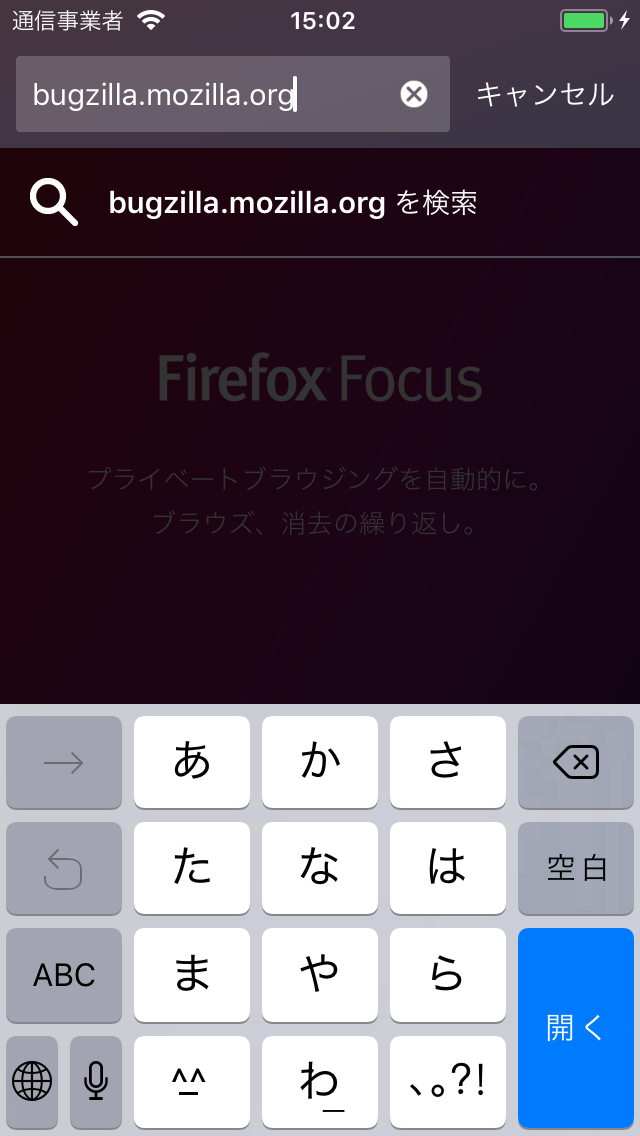 通信事業者 15:02
bugzilla.mozilla.org キャンセル
bugzilla.mozilla.org を検索
Firefox Focus
プライベートブラウジングを自動的に。
ブラウズ、消去の繰り返し。
→ あ か さ
た な は 空白
ABC ま や ら 開く
^^ わ 、。?!